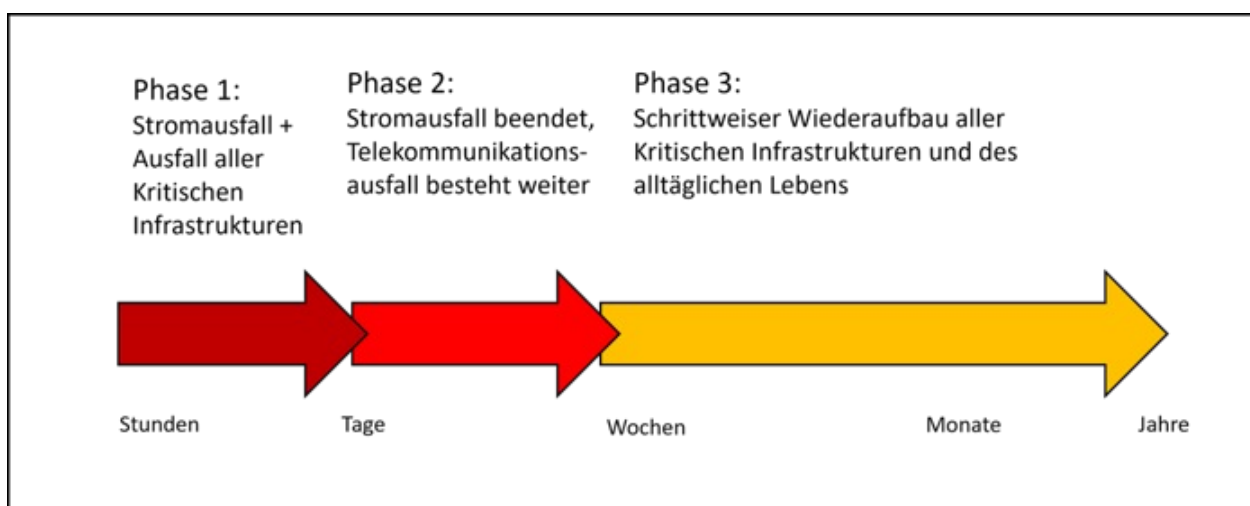 Phase 1:
Stromausfall +
Ausfall aller
Kritischen
Infrastrukturen
Phase 2:
Stromausfall beendet,
Telekommunikations-
ausfall besteht weiter
Phase 3:
Schrittweiser Wiederaufbau aller
Kritischen Infrastrukturen und des
alltäglichen Lebens
Stunden
Tage
Wochen
Monate
Jahre